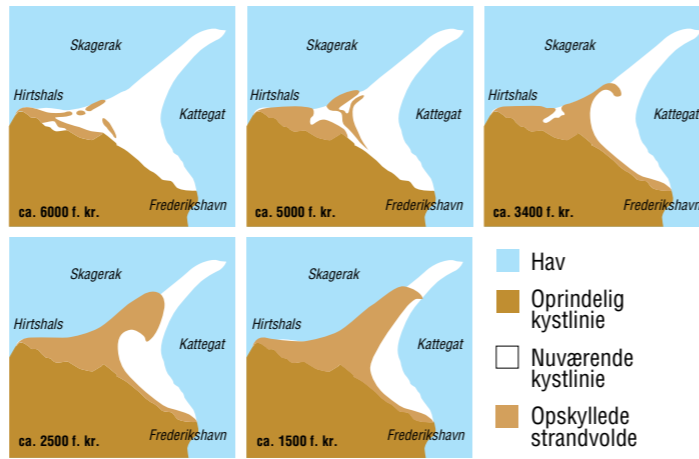 Skagerak
Hirtshals
Kattegat
Frederikshavn
ca. 6000 f. kr.
Skagerak
Hirtshals
Kattegat
Frederikshavn
ca. 5000 f. kr.
Skagerak
Hirtshals
Kattegat
Frederikshavn
ca. 3400 f. kr.
Skagerak
Hirtshals
Kattegat
Frederikshavn
ca. 2500 f. kr.
Skagerak
Hirtshals
Kattegat
Frederikshavn
ca. 1500 f. kr.
Hav
Oprindelig
kystlinie
Nuværende
kystlinie
Opskyllede
strandvolde